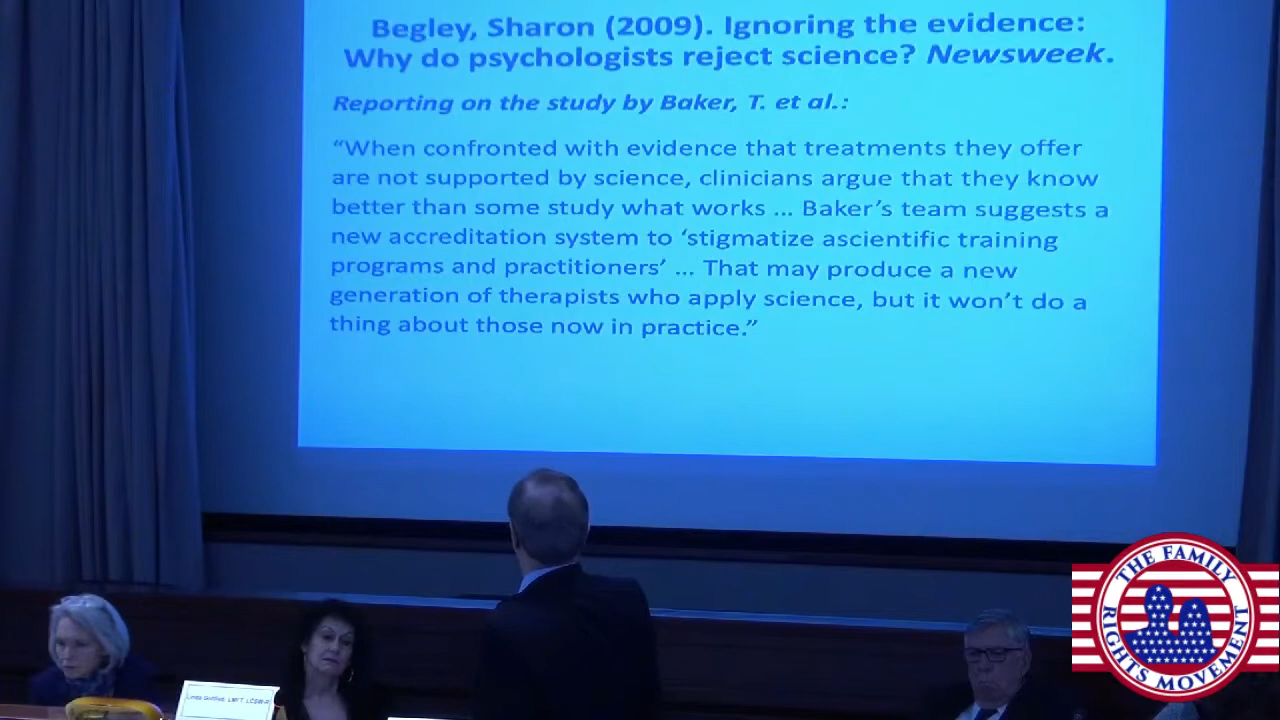 Begley, Sharon (2009). Ignoring the evidence:
Why do psychologists reject science? Newsweek.
Reporting on the study by Baker, T. et al.:
“When confronted with evidence that treatments they offer
are not supported by science, clinicians argue that they know
better than some study what works ... Baker’s team suggests a
new accreditation system to ‘stigmatize ascientific training
programs and practitioners’ ... That may produce a new
generation of therapists who apply science, but it won’t do a
thing about those now in practice.”
Linda Gottlieb, LMFT, LCSW-R
THE FAMILY
RIGHTS MOVEMENT